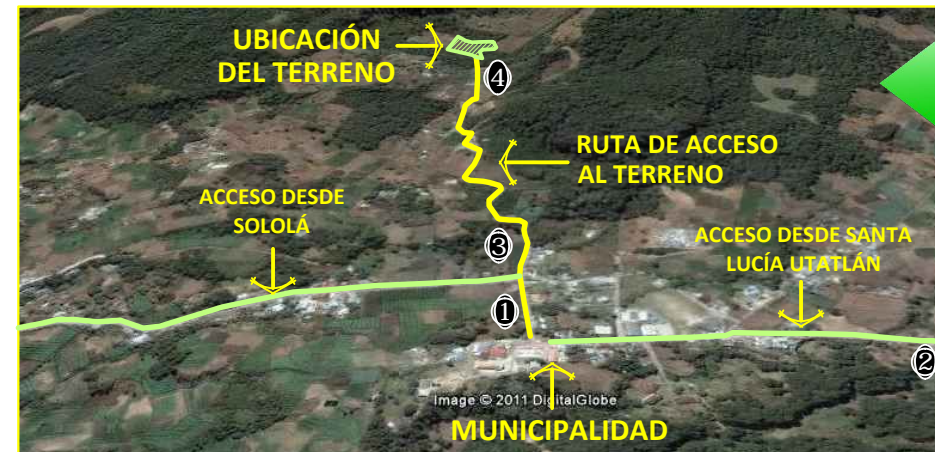 UBICACIÓN
DEL TERRENO
4
RUTA DE ACCESO
AL TERRENO
ACCESO DESDE
SOLOLÁ
ACCESO DESDE SANTA
LUCÍA UTATLÁN
3
1
2
Image © 2011 DigitalGlobe
MUNICIPALIDAD